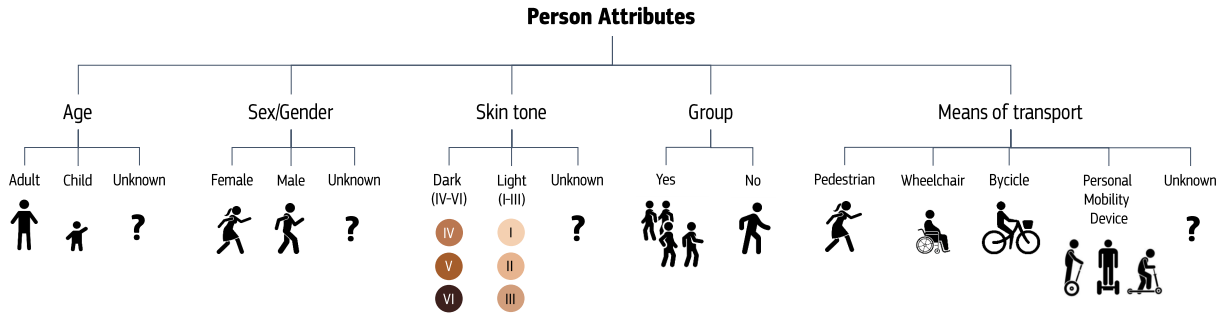 Person Attributes
Age
Sex/Gender
Skin tone
Group
Means of transport
Adult
Child
Unknown
Female
Male
Unknown
Dark
(IV-VI)
Light
(I-III)
Unknown
Yes
No
Pedestrian
Wheelchair
Bycicle
Personal
Mobility
Device
Unknown
?
?
IV
V
VI
I
II
III
?
?